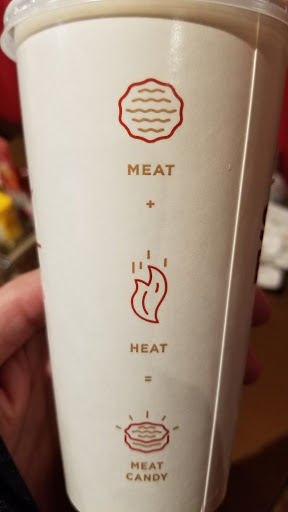 MEAT
+
HEAT
=
MEAT
CANDY